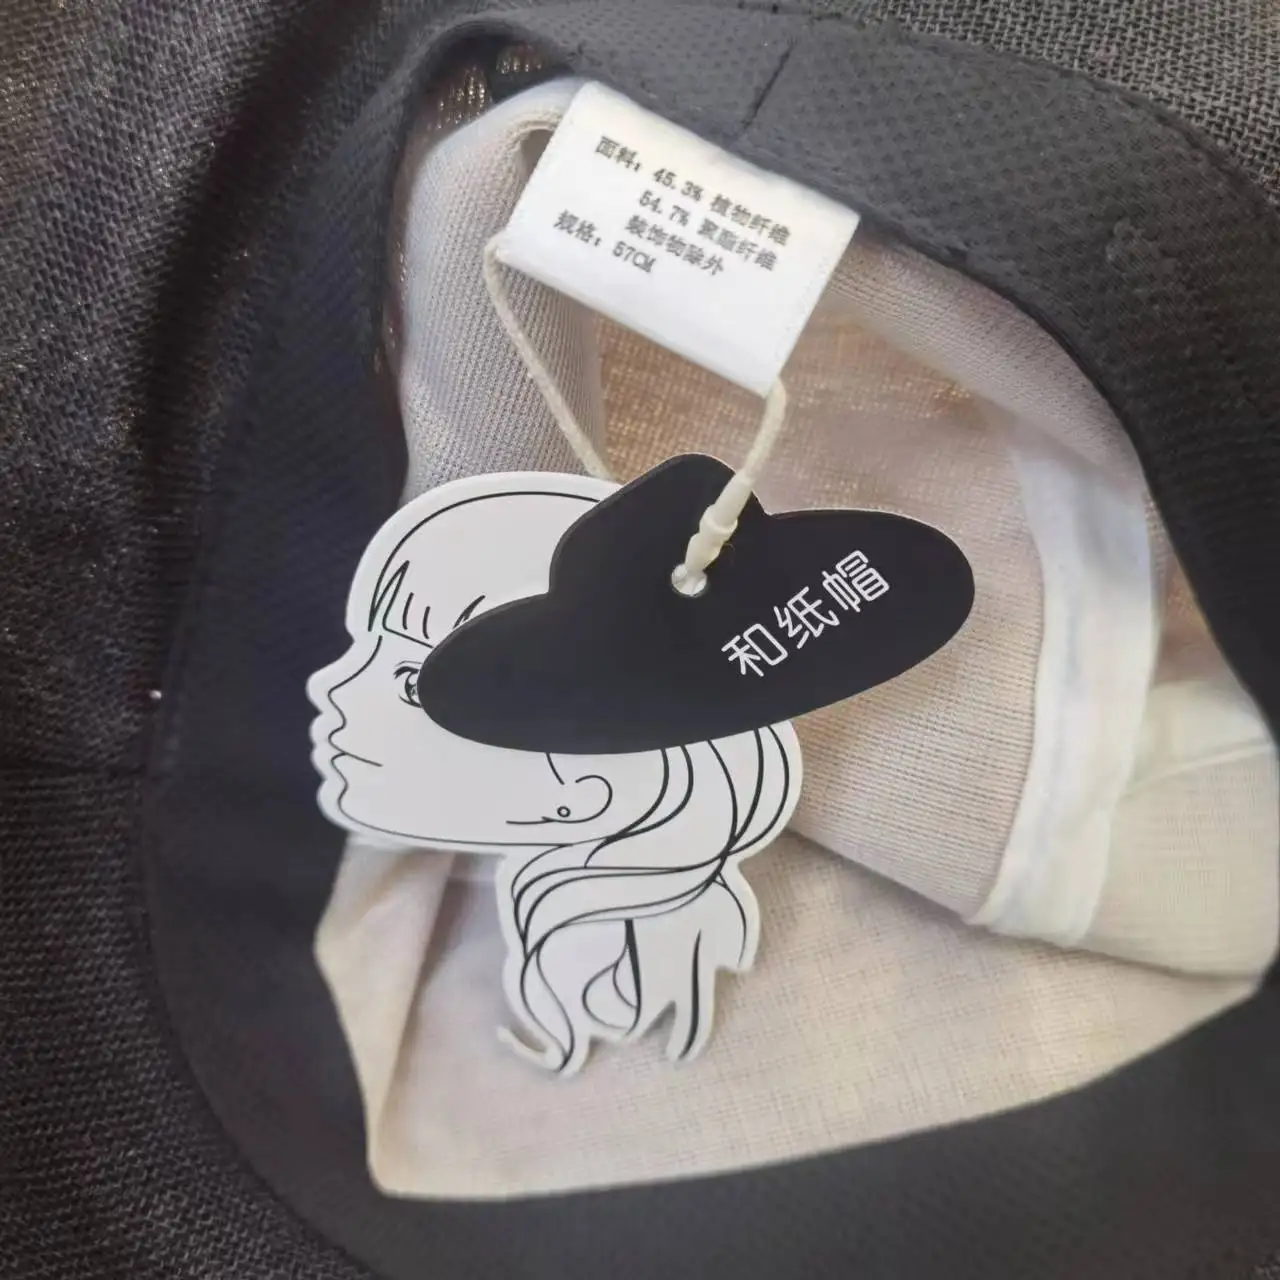 面料：45.3% 植物纤维
54.7% 聚脂纤维
装饰物除外
规格：57CM
和纸帽